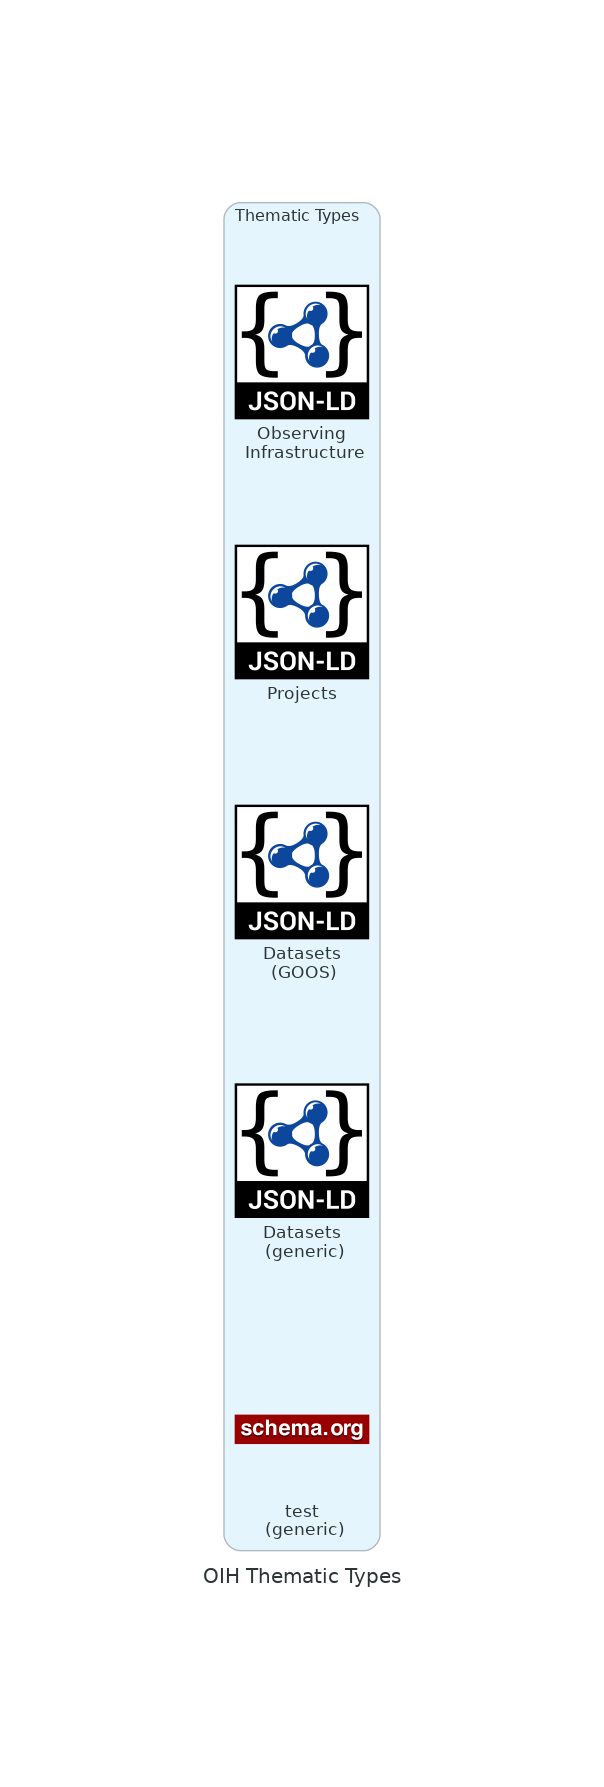 Thematic Types
{ }
JSON-LD
Observing
Infrastructure
{ }
JSON-LD
Projects
{ }
JSON-LD
Datasets
(GOOS)
{ }
JSON-LD
Datasets
(generic)
schema.org
test
(generic)
OIH Thematic Types